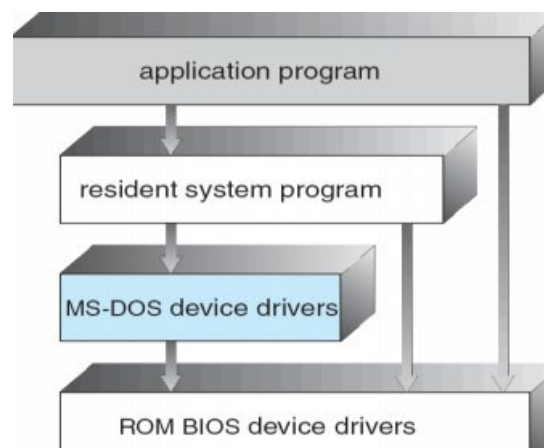 application program
resident system program
MS-DOS device drivers
ROM BIOS device drivers